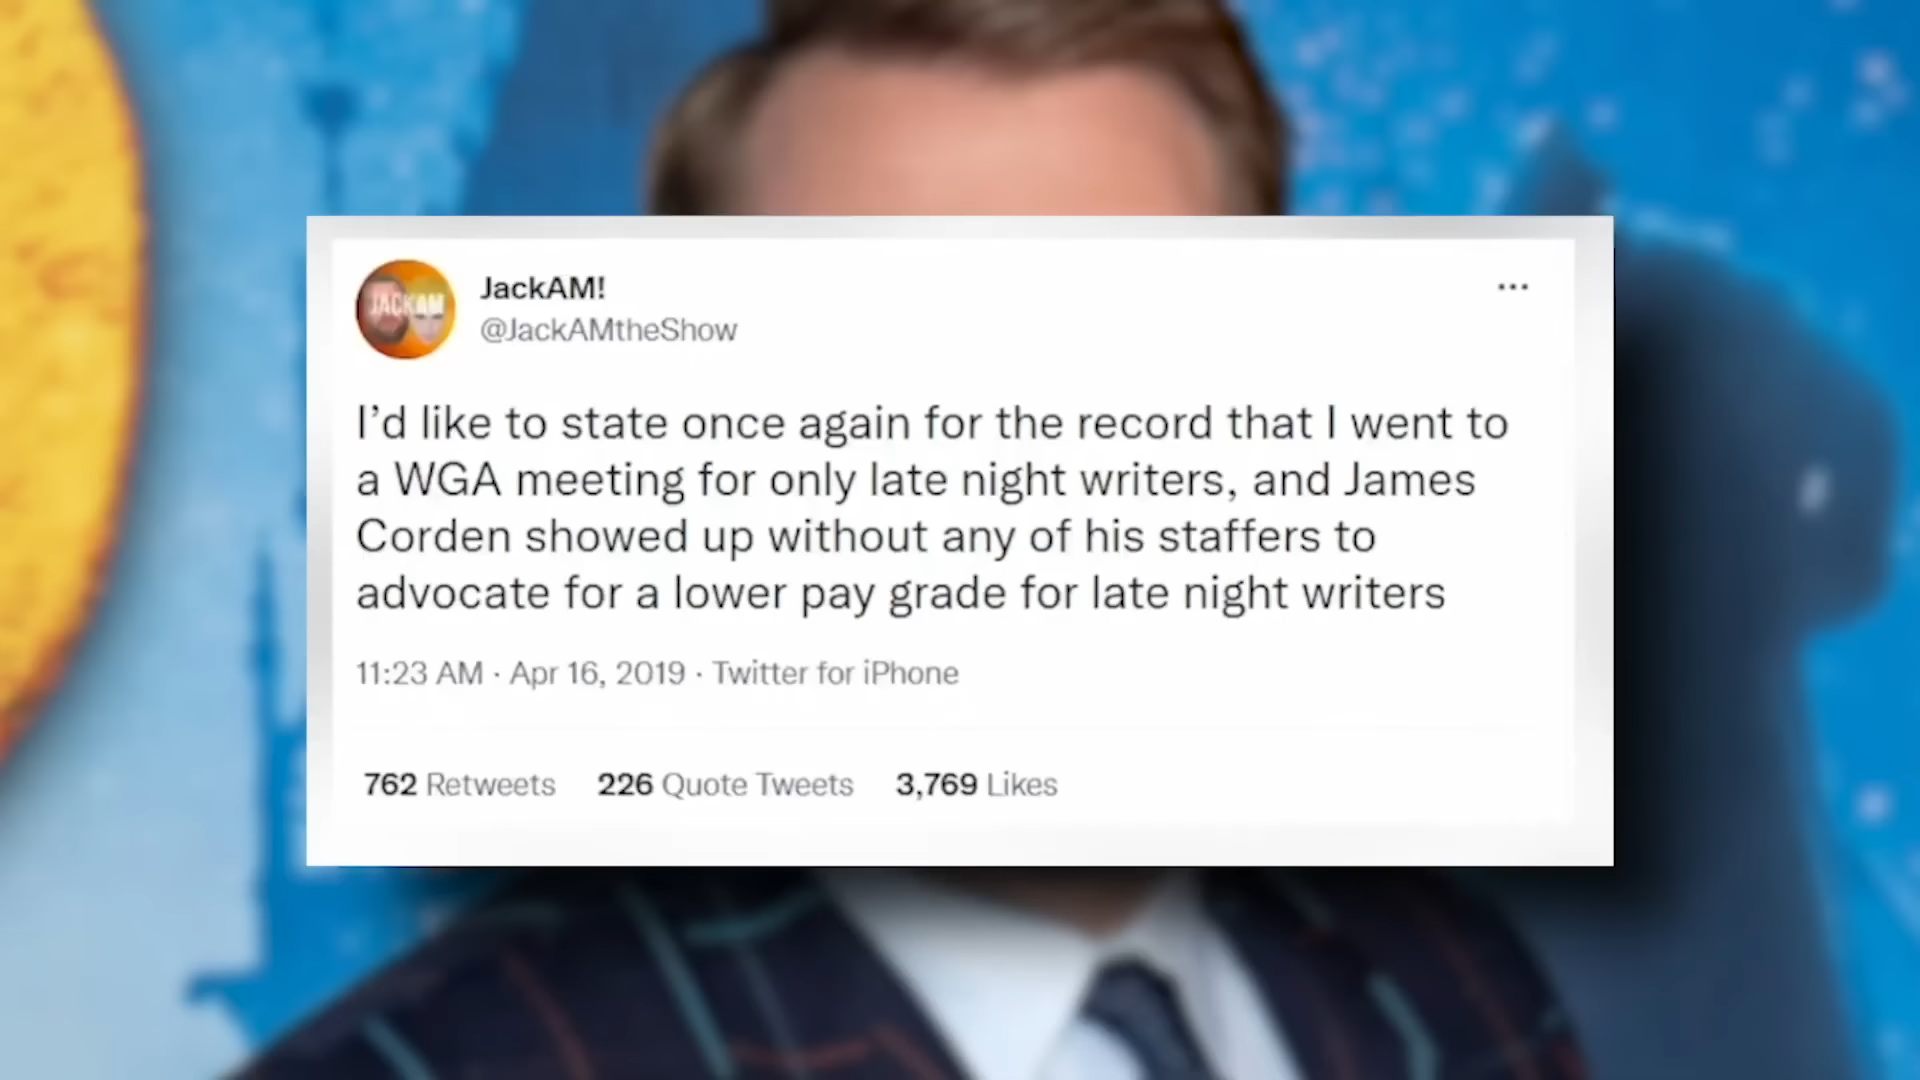 JACKAM
JackAM!
@JackAMtheShow
I’d like to state once again for the record that I went to
a WGA meeting for only late night writers, and James
Corden showed up without any of his staffers to
advocate for a lower pay grade for late night writers
11:23 AM · Apr 16, 2019 · Twitter for iPhone
762 Retweets 226 Quote Tweets 3,769 Likes